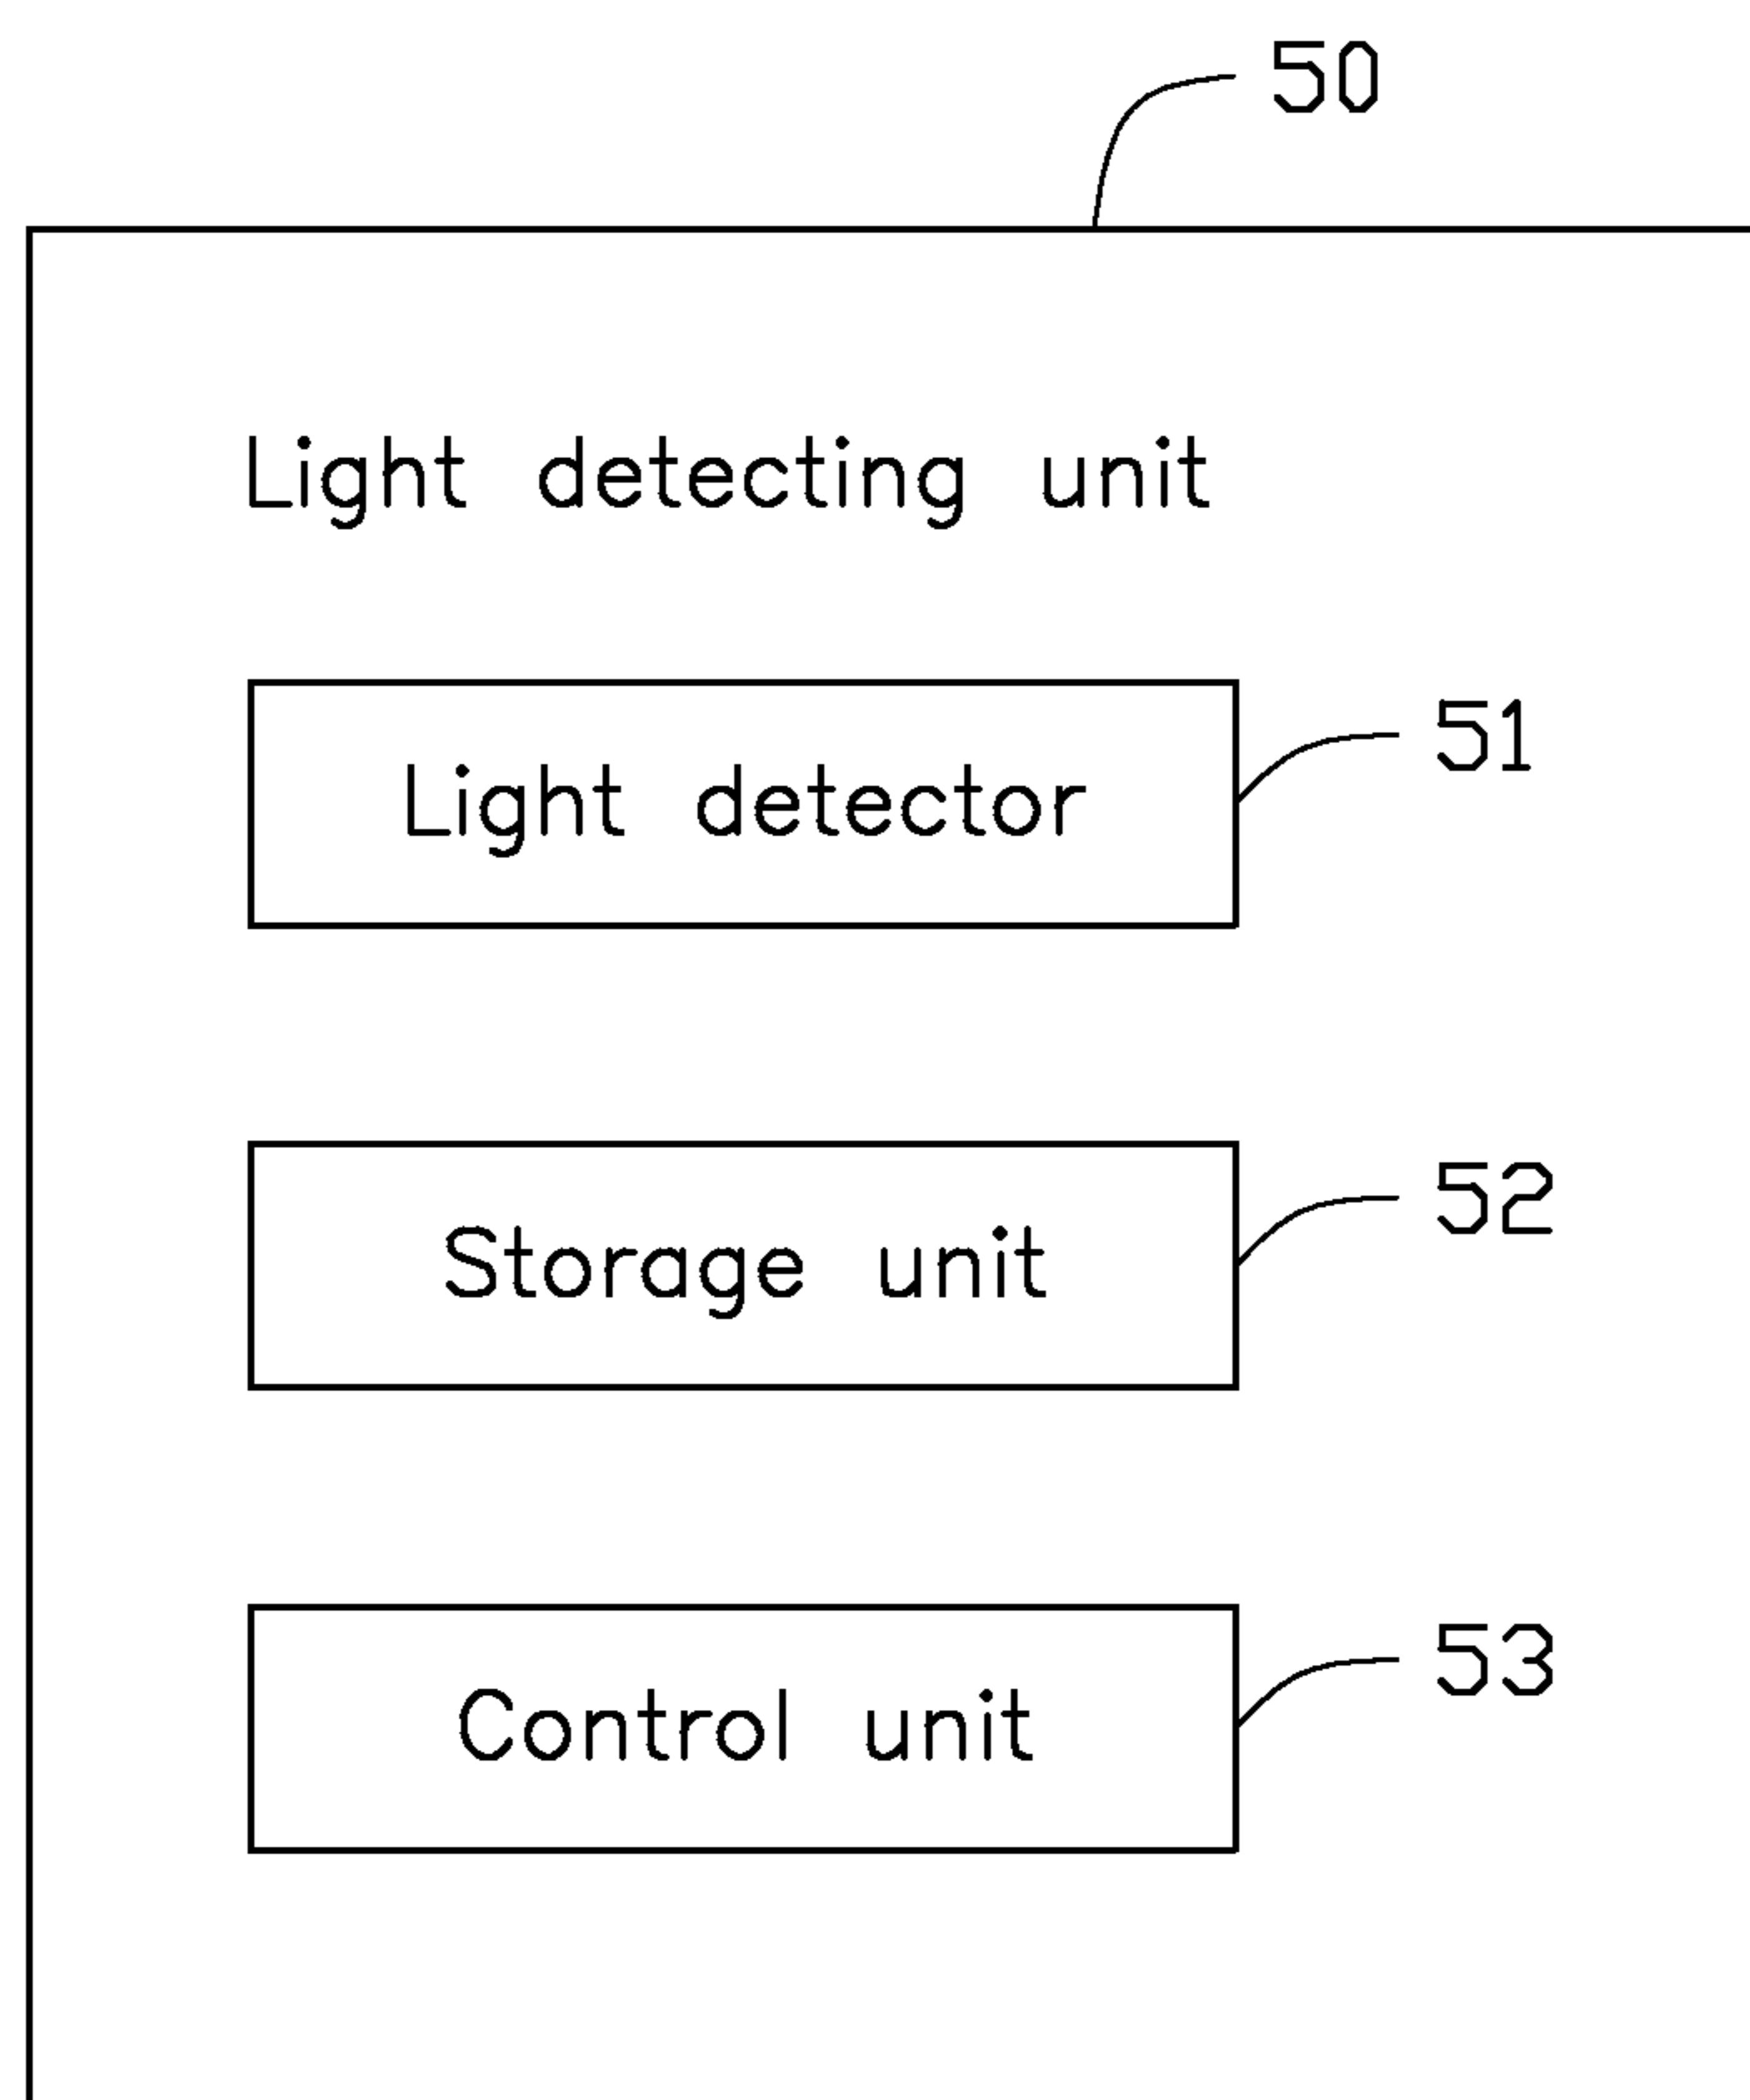 50
Light detecting unit
Light detector
51
Storage unit
52
Control unit
53